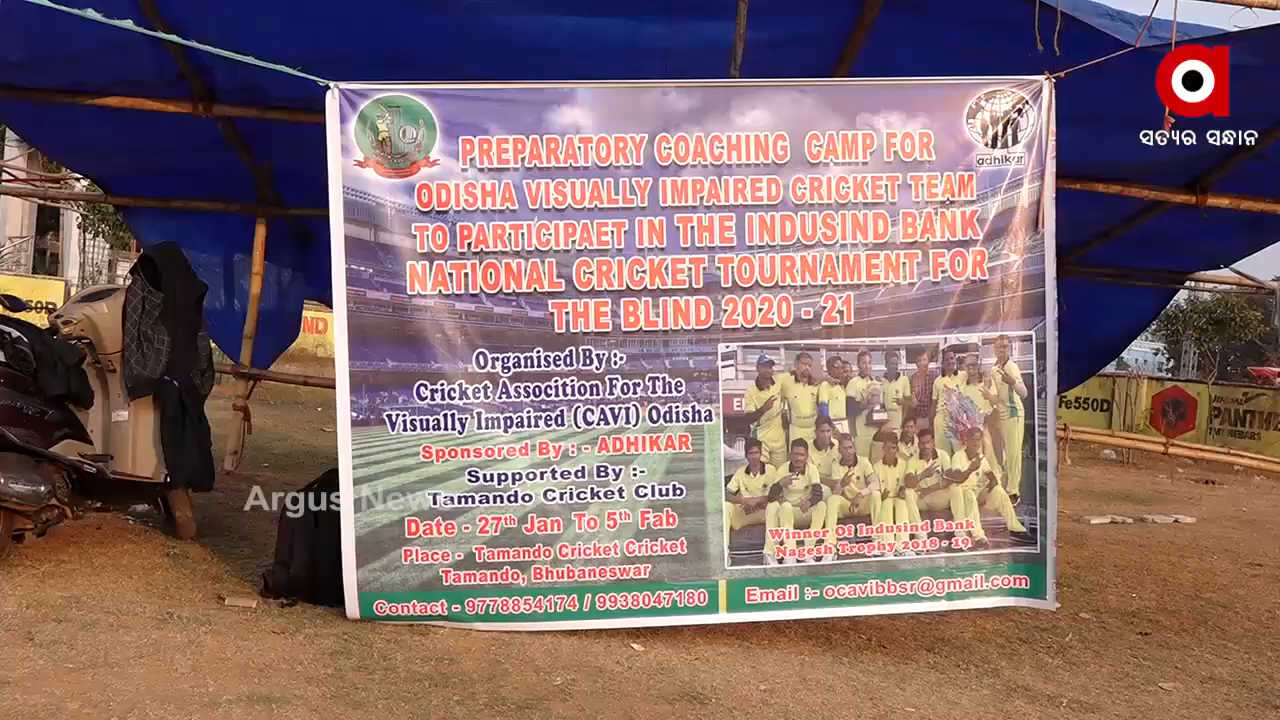 ସତ୍ୟର ସନ୍ଧାନ
adhikar
PREPARATORY COACHING CAMP FOR
ODISHA VISUALLY IMPAIRED CRICKET TEAM
TO PARTICIPAET IN THE INDUSIND BANK
NATIONAL CRICKET TOURNAMENT FOR
THE BLIND 2020 - 21
Organised By :-
Cricket Assocition For The
Visually Impaired (CAVI) Odisha
Sponsored By : - ADHIKAR
Supported By :-
Tamando Cricket Club
Date - 27th Jan To 5th Fab
Place - Tamando Cricket Cricket
Tamando, Bhubaneswar
Winner Of Indusind Bank
Nagesh Trophy 2018 - 19
Contact - 9778854174 / 9938047180
Email :- ocavibbsr@gmail.com
Argus News
Fe550D
PANTH